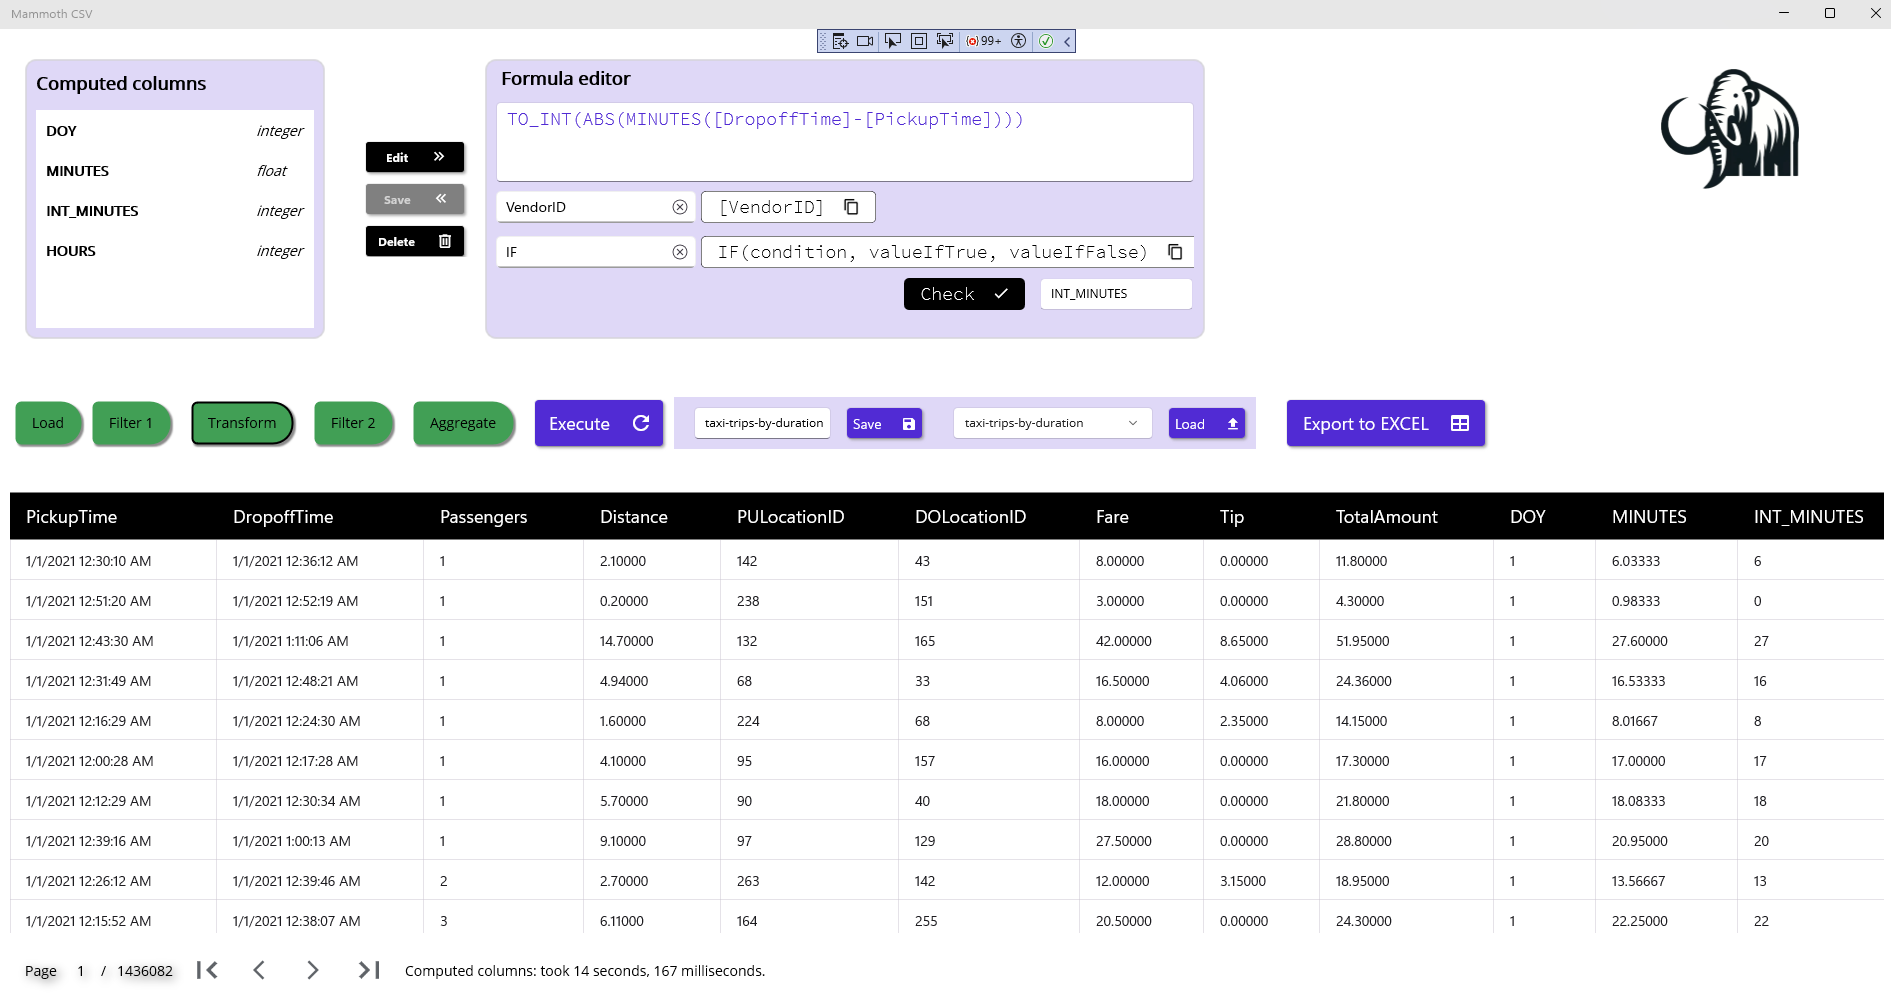 Mammoth CSV
99+
Computed columns
DOY integer
MINUTES float
INT_MINUTES integer
HOURS integer
Edit
Save
Delete
Formula editor
TO_INT(ABS(MINUTES([DropoffTime]-[PickupTime])))
VendorID [VendorID]
IF IF(condition, valueIfTrue, valueIfFalse)
Check INT_MINUTES
Load Filter 1 Transform Filter 2 Aggregate Execute taxi-trips-by-duration Save taxi-trips-by-duration Load Export to EXCEL
PickupTime DropoffTime Passengers Distance PULocationID DOLocationID Fare Tip TotalAmount DOY MINUTES INT_MINUTES
1/1/2021 12:30:10 AM 1/1/2021 12:36:12 AM 1 2.10000 142 43 8.00000 0.00000 11.80000 1 6.03333 6
1/1/2021 12:51:20 AM 1/1/2021 12:52:19 AM 1 0.20000 238 151 3.00000 0.00000 4.30000 1 0.98333 0
1/1/2021 12:43:30 AM 1/1/2021 1:11:06 AM 1 14.70000 132 165 42.00000 8.65000 51.95000 1 27.60000 27
1/1/2021 12:31:49 AM 1/1/2021 12:48:21 AM 1 4.94000 68 33 16.50000 4.06000 24.36000 1 16.53333 16
1/1/2021 12:16:29 AM 1/1/2021 12:24:30 AM 1 1.60000 224 68 8.00000 2.35000 14.15000 1 8.01667 8
1/1/2021 12:00:28 AM 1/1/2021 12:17:28 AM 1 4.10000 95 157 16.00000 0.00000 17.30000 1 17.00000 17
1/1/2021 12:12:29 AM 1/1/2021 12:30:34 AM 1 5.70000 90 40 18.00000 0.00000 21.80000 1 18.08333 18
1/1/2021 12:39:16 AM 1/1/2021 1:00:13 AM 1 9.10000 97 129 27.50000 0.00000 28.80000 1 20.95000 20
1/1/2021 12:26:12 AM 1/1/2021 12:39:46 AM 2 2.70000 263 142 12.00000 3.15000 18.95000 1 13.56667 13
1/1/2021 12:15:52 AM 1/1/2021 12:38:07 AM 3 6.11000 164 255 20.50000 0.00000 24.30000 1 22.25000 22
Page 1 / 1436082 Computed columns: took 14 seconds, 167 milliseconds.